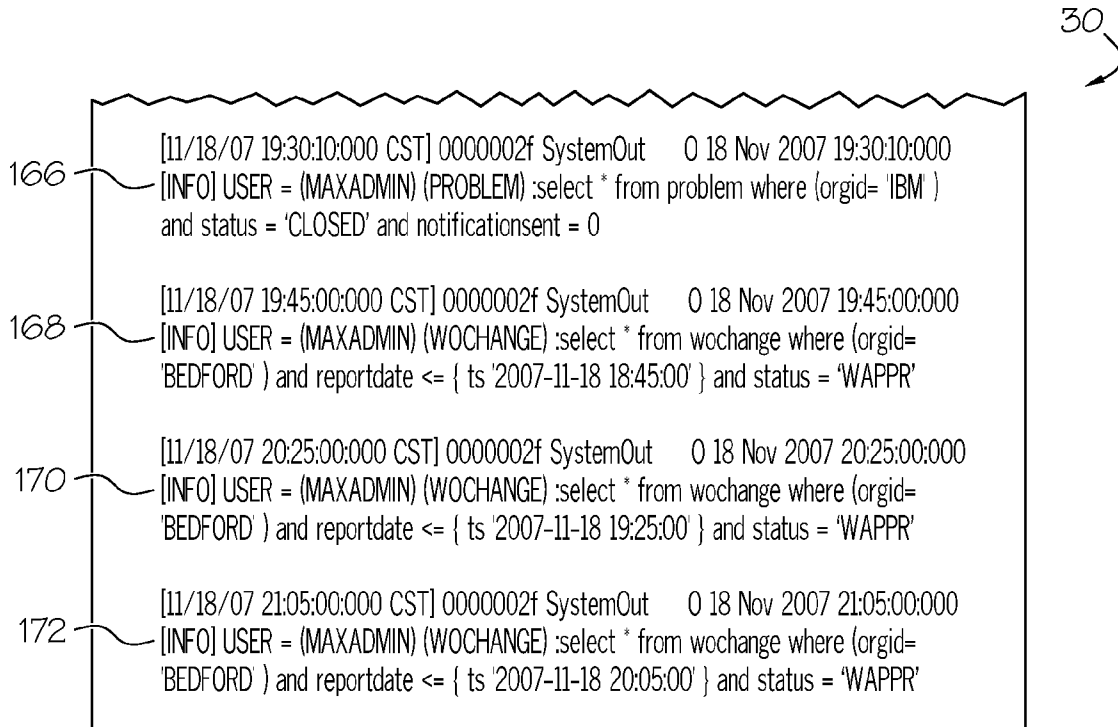 30
[11/18/07 19:30:10:000 CST] 0000002f SystemOut O 18 Nov 2007 19:30:10:000
166
[INFO] USER = (MAXADMIN) (PROBLEM) :select * from problem where (orgid= 'IBM' )
and status = 'CLOSED' and notificationsent = 0
[11/18/07 19:45:00:000 CST] 0000002f SystemOut O 18 Nov 2007 19:45:00:000
168
[INFO] USER = (MAXADMIN) (WOCHANGE) :select * from wochange where (orgid=
'BEDFORD' ) and reportdate <= { ts '2007-11-18 18:45:00' } and status = 'WAPPR'
[11/18/07 20:25:00:000 CST] 0000002f SystemOut O 18 Nov 2007 20:25:00:000
170
[INFO] USER = (MAXADMIN) (WOCHANGE) :select * from wochange where (orgid=
'BEDFORD' ) and reportdate <= { ts '2007-11-18 19:25:00' } and status = 'WAPPR'
[11/18/07 21:05:00:000 CST] 0000002f SystemOut O 18 Nov 2007 21:05:00:000
172
[INFO] USER = (MAXADMIN) (WOCHANGE) :select * from wochange where (orgid=
'BEDFORD' ) and reportdate <= { ts '2007-11-18 20:05:00' } and status = 'WAPPR'